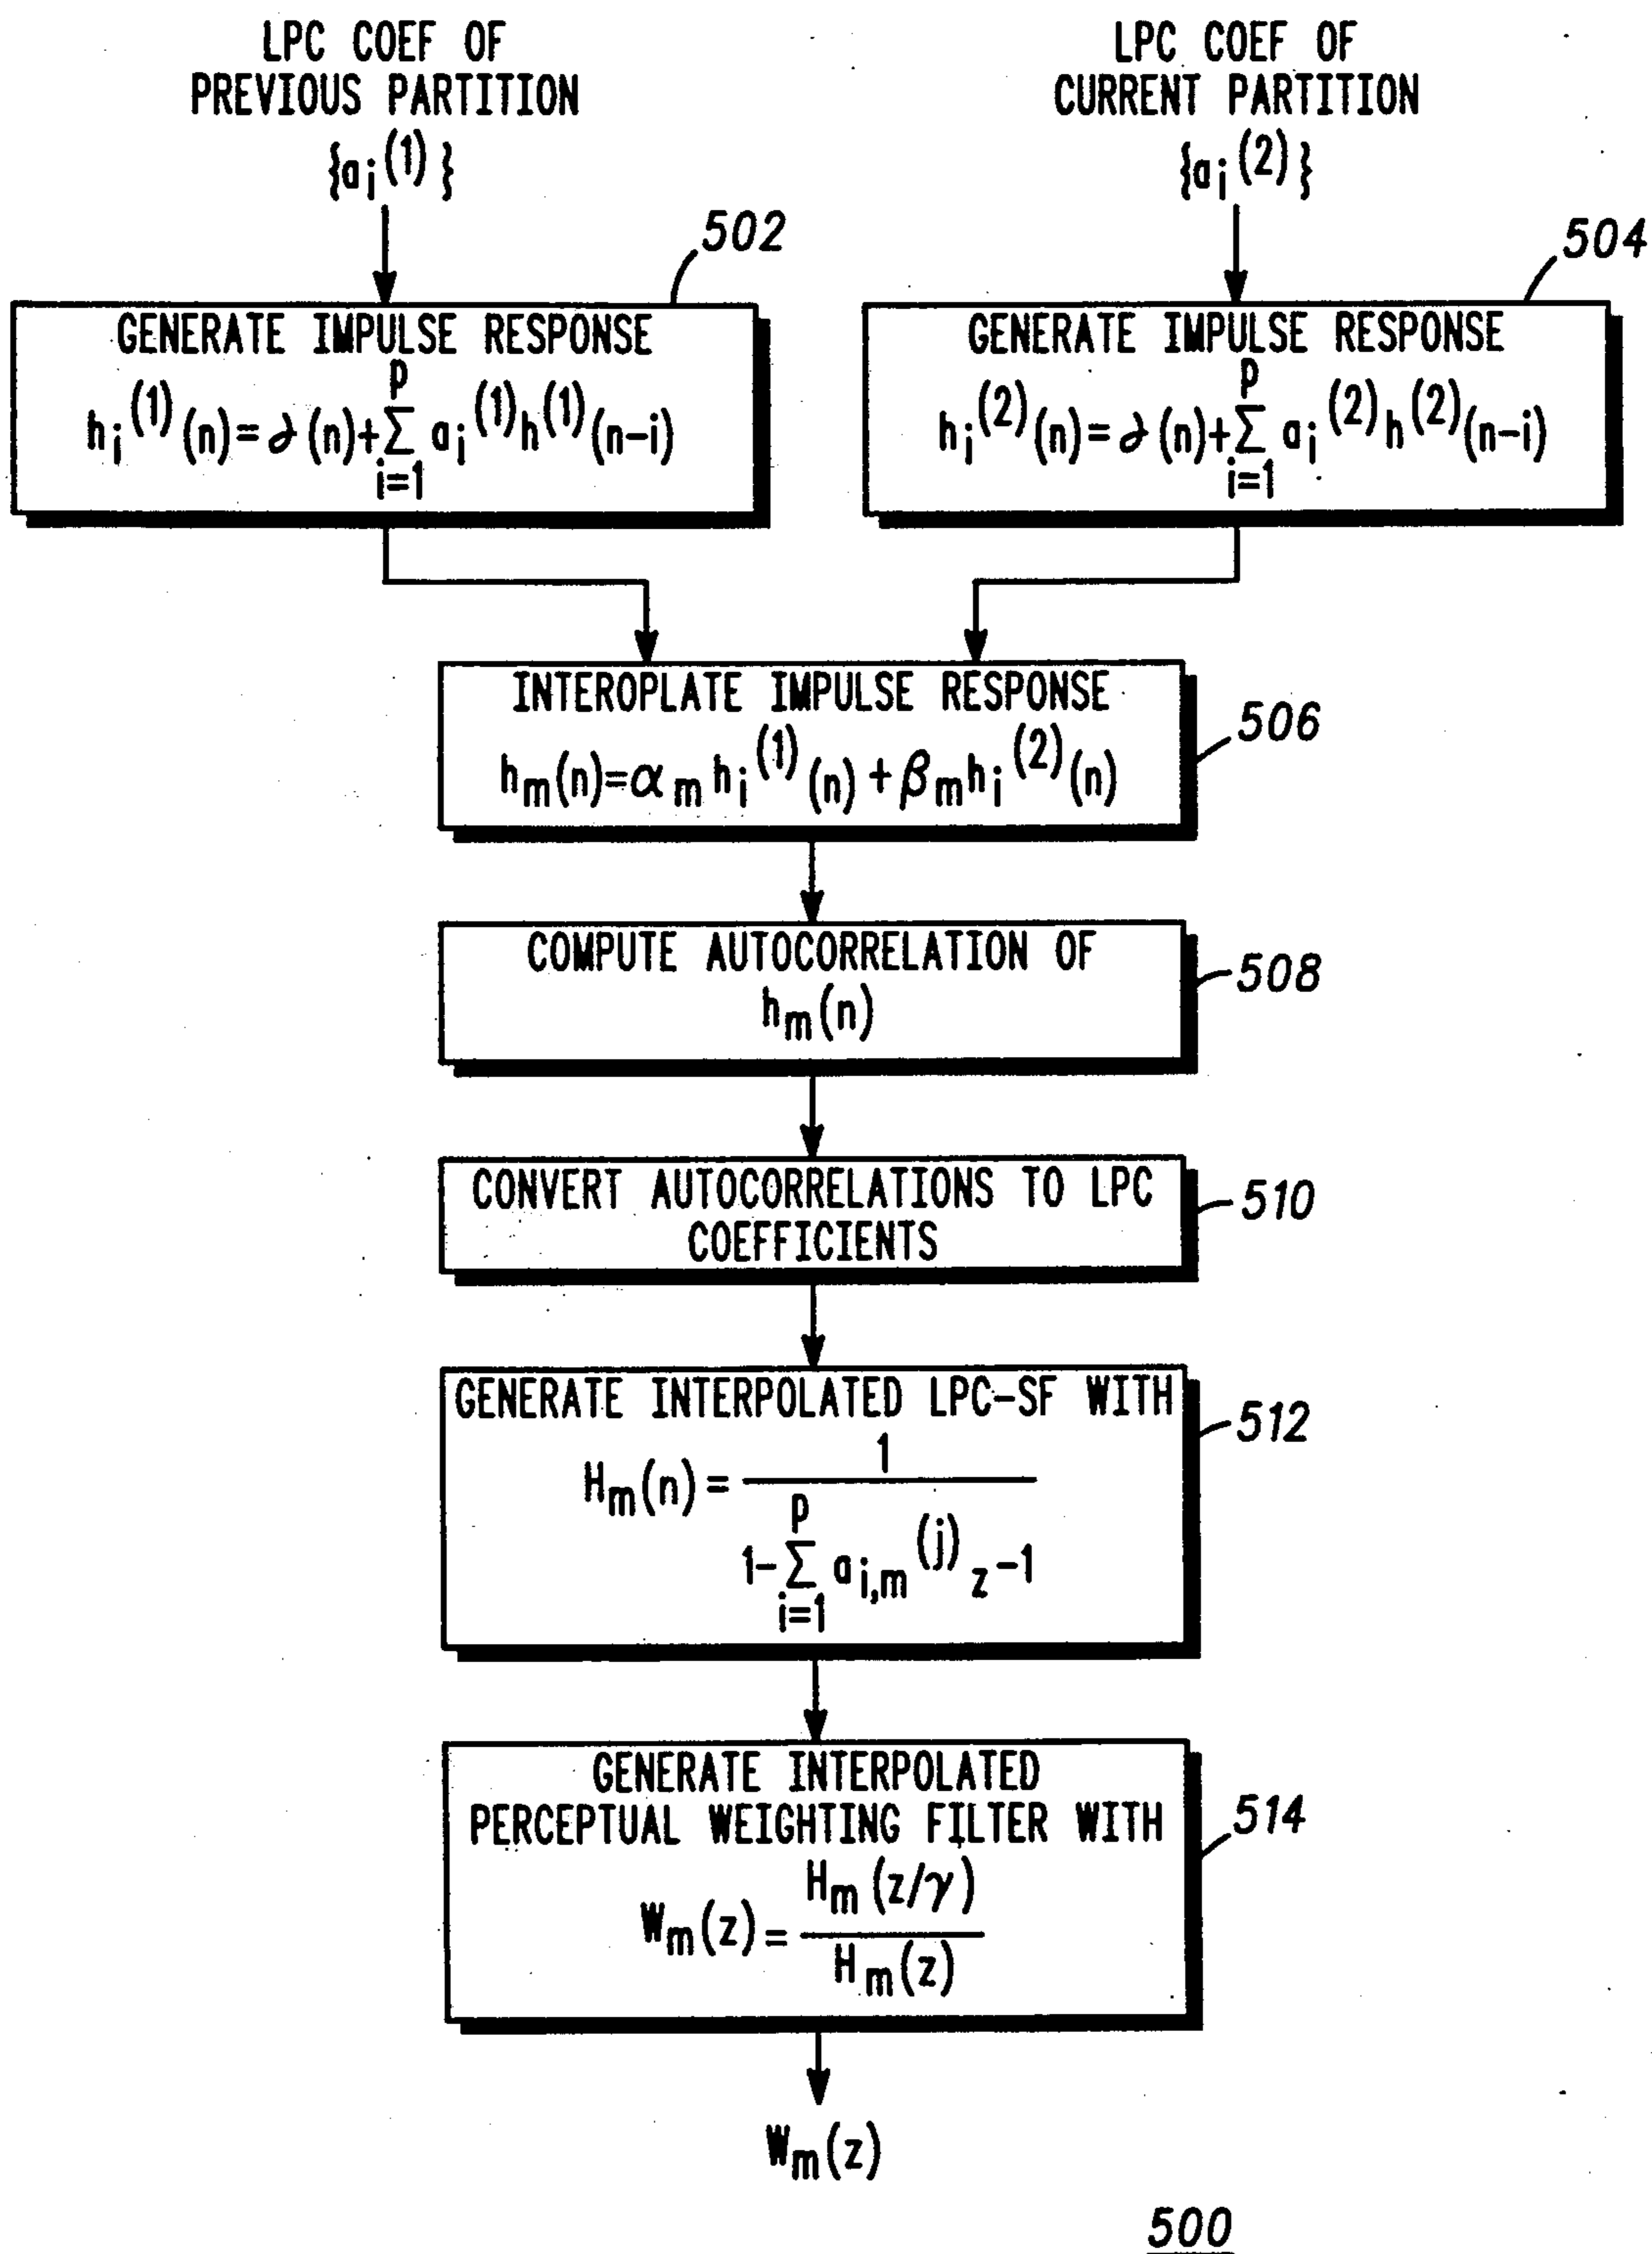 LPC COEF OF
PREVIOUS PARTITION
{a_i^(1)}
LPC COEF OF
CURRENT PARTITION
{a_i^(2)}
502
504
GENERATE IMPULSE RESPONSE
h_i^(1)(n)=∂(n)+∑_{i=1}^{p} a_i^(1)h^(1)(n-i)
GENERATE IMPULSE RESPONSE
h_i^(2)(n)=∂(n)+∑_{i=1}^{p} a_i^(2)h^(2)(n-i)
INTEROPLATE IMPULSE RESPONSE
h_m(n)=α_m h_i^(1)(n)+β_m h_i^(2)(n)
506
COMPUTE AUTOCORRELATION OF
h_m(n)
508
CONVERT AUTOCORRELATIONS TO LPC
COEFFICIENTS
510
GENERATE INTERPOLATED LPC-SF WITH
H_m(n)=1/(1-∑_{i=1}^{p} a_{i,m}^(j) z-1)
512
GENERATE INTERPOLATED
PERCEPTUAL WEIGHTING FILTER WITH
W_m(z)=H_m(z/γ)/H_m(z)
514
W_m(z)
500